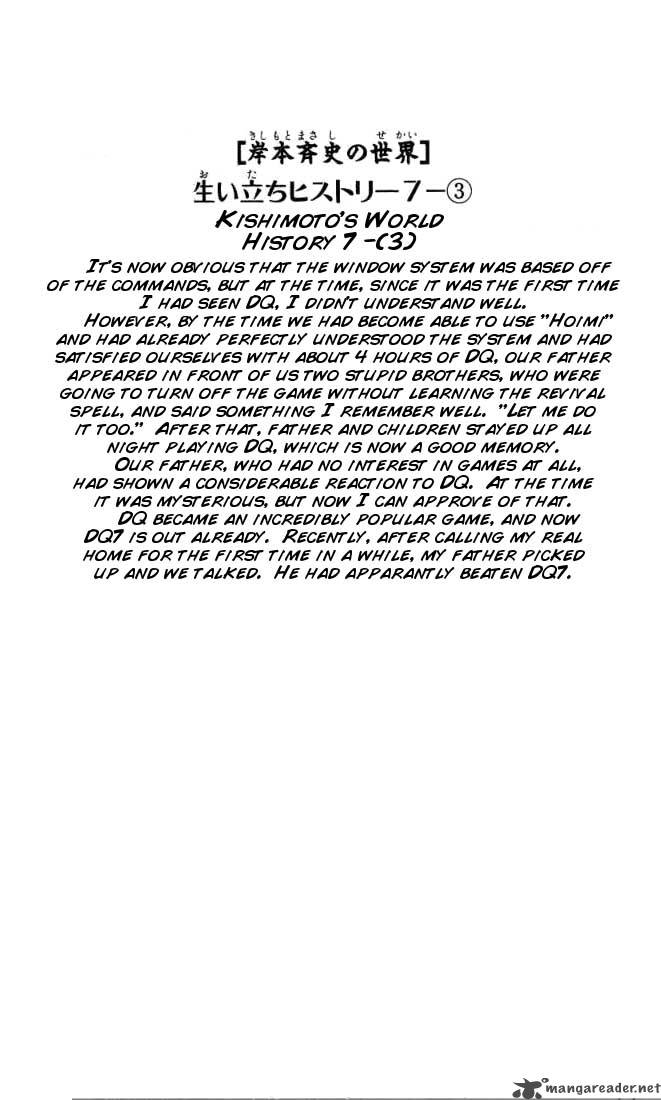 きしもとまさし せかい
[岸本斉史の世界]
お た
生い立ちヒストリー7-③
KISHIMOTO'S WORLD
HISTORY 7 -(3)
IT'S NOW OBVIOUS THAT THE WINDOW SYSTEM WAS BASED OFF
OF THE COMMANDS, BUT AT THE TIME, SINCE IT WAS THE FIRST TIME
I HAD SEEN DQ, I DIDN'T UNDERSTAND WELL.
HOWEVER, BY THE TIME WE HAD BECOME ABLE TO USE "HOIMI"
AND HAD ALREADY PERFECTLY UNDERSTOOD THE SYSTEM AND HAD
SATISFIED OURSELVES WITH ABOUT 4 HOURS OF DQ, OUR FATHER
APPEARED IN FRONT OF US TWO STUPID BROTHERS, WHO WERE
GOING TO TURN OFF THE GAME WITHOUT LEARNING THE REVIVAL
SPELL, AND SAID SOMETHING I REMEMBER WELL. "LET ME DO
IT TOO." AFTER THAT, FATHER AND CHILDREN STAYED UP ALL
NIGHT PLAYING DQ, WHICH IS NOW A GOOD MEMORY.
OUR FATHER, WHO HAD NO INTEREST IN GAMES AT ALL,
HAD SHOWN A CONSIDERABLE REACTION TO DQ. AT THE TIME
IT WAS MYSTERIOUS, BUT NOW I CAN APPROVE OF THAT.
DQ BECAME AN INCREDIBLY POPULAR GAME, AND NOW
DQ7 IS OUT ALREADY. RECENTLY, AFTER CALLING MY REAL
HOME FOR THE FIRST TIME IN A WHILE, MY FATHER PICKED
UP AND WE TALKED. HE HAD APPARANTLY BEATEN DQ7.
mangareader.net